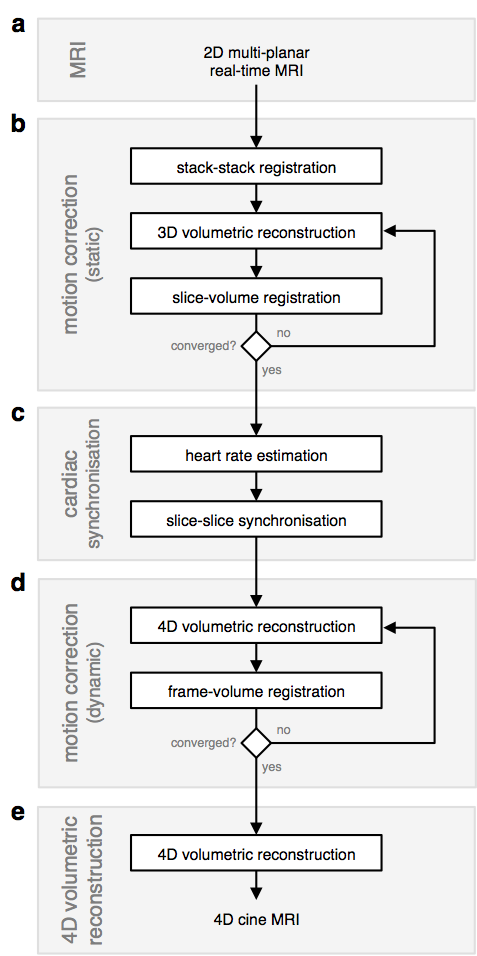 a
MRI
2D multi-planar
real-time MRI
b
motion correction
(static)
stack-stack registration
3D volumetric reconstruction
slice-volume registration
converged?
no
yes
c
cardiac
synchronisation
heart rate estimation
slice-slice synchronisation
d
motion correction
(dynamic)
4D volumetric reconstruction
frame-volume registration
converged?
no
yes
e
4D volumetric
reconstruction
4D volumetric reconstruction
4D cine MRI